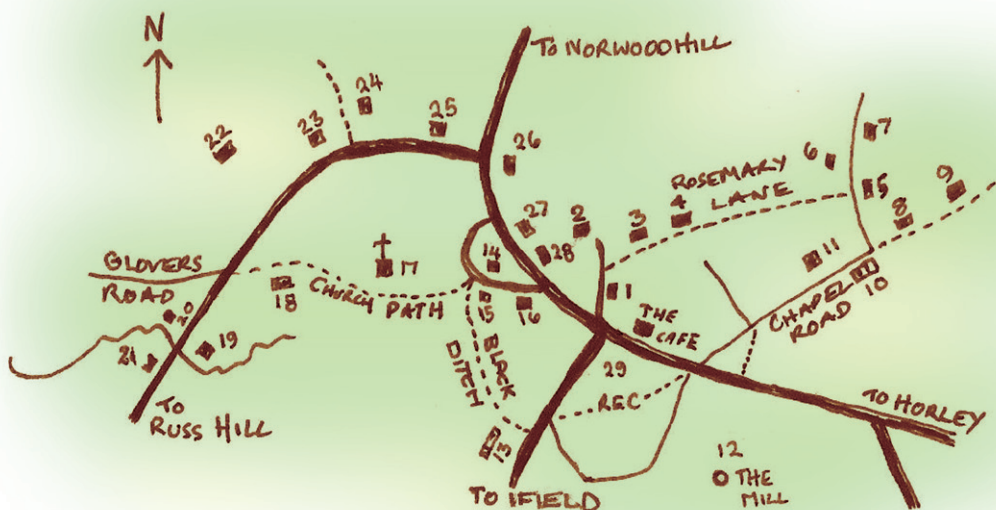 N
TO NORWOODHILL
24
25
23
22
26
7
6
ROSEMARY
LANE
5
9
4
8
3
2
27
28
GLOVERS
ROAD
17
18
CHURCH
PATH
14
15
16
1
11
10
CHAPEL
ROAD
THE
CAFE
20
19
21
BLACK
DITCH
29
REC
TO
RUSS HILL
TO HORLEY
13
12
THE
MILL
TO IFIELD